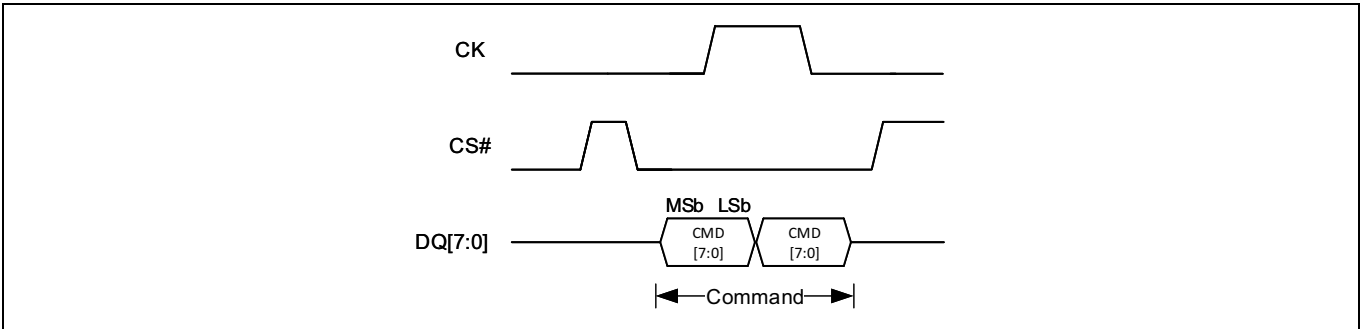 CK
CS#
MSb LSb
DQ[7:0]
CMD CMD
[7:0] [7:0]
Command